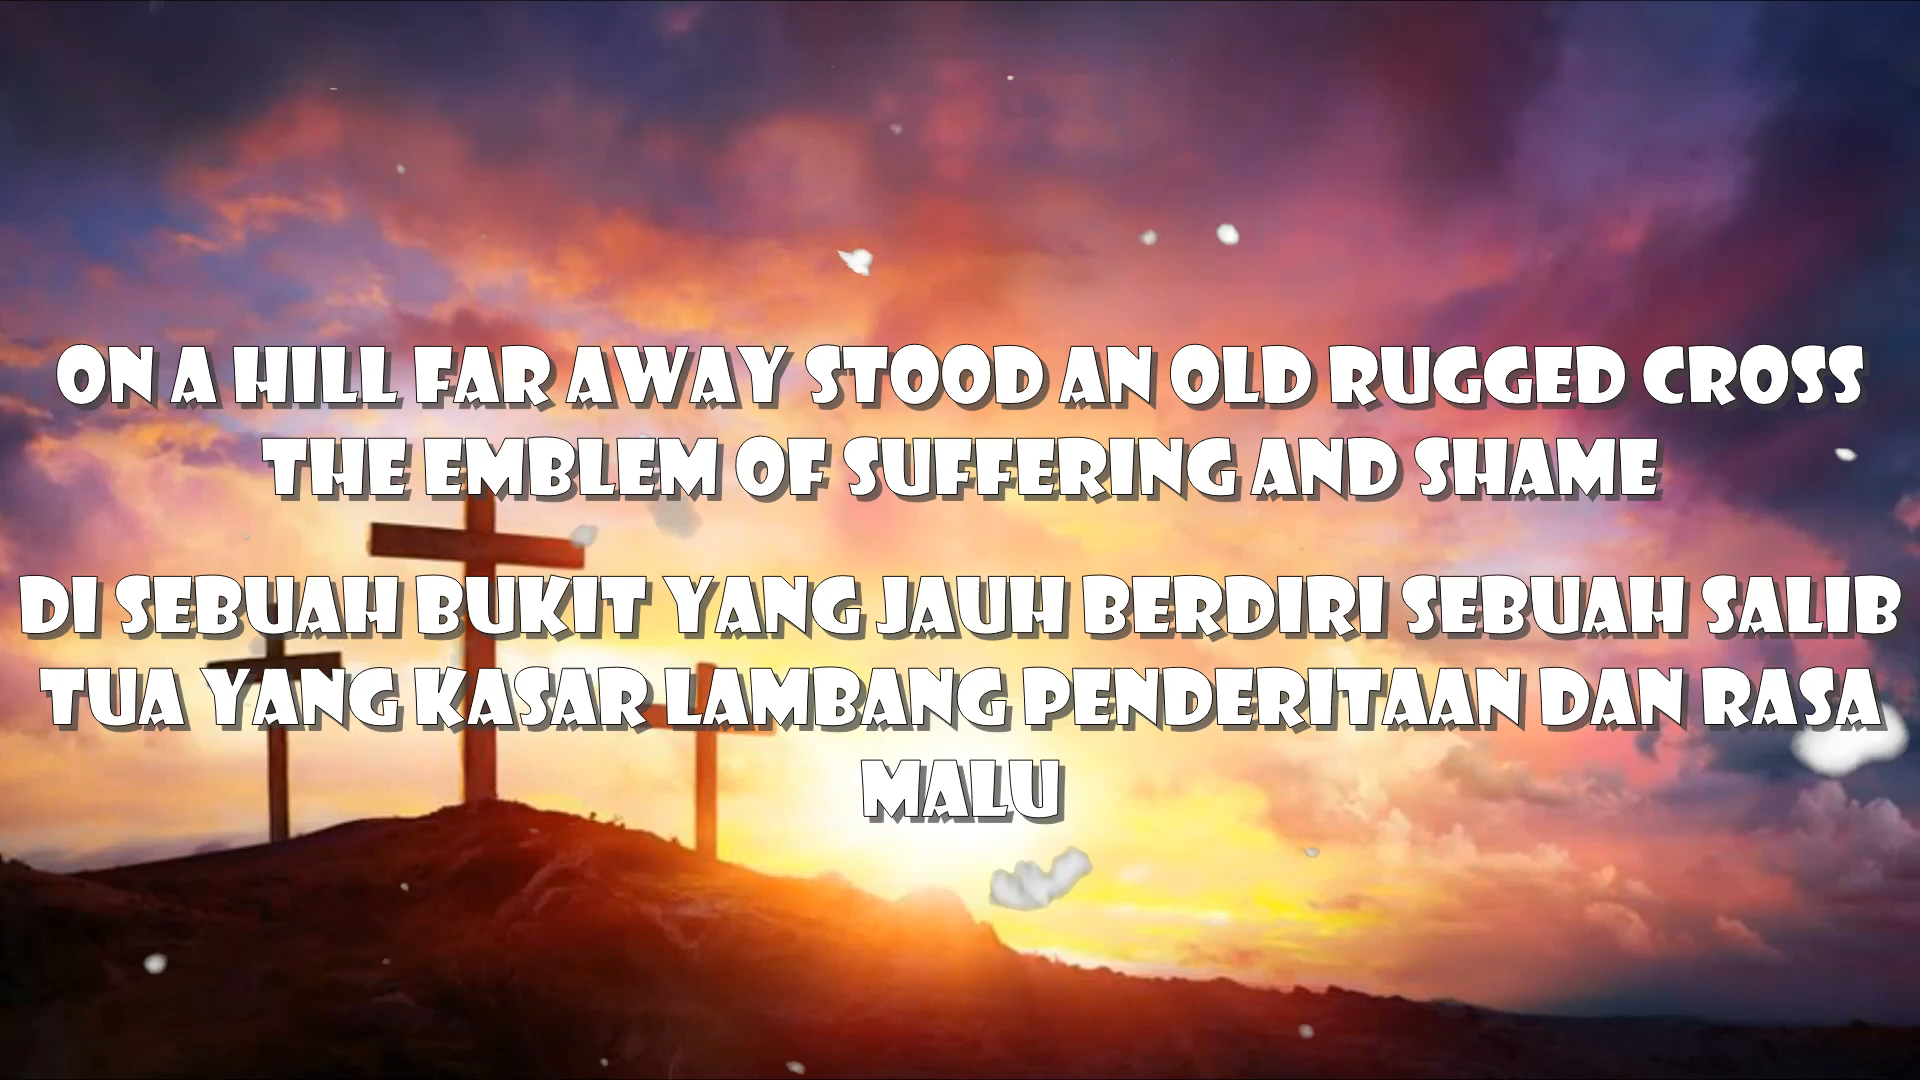 ON A HILL FAR AWAY STOOD AN OLD RUGGED CROSS
THE EMBLEM OF SUFFERING AND SHAME
DI SEBUAH BUKIT YANG JAUH BERDIRI SEBUAH SALIB
TUA YANG KASAR LAMBANG PENDERITAAN DAN RASA
MALU